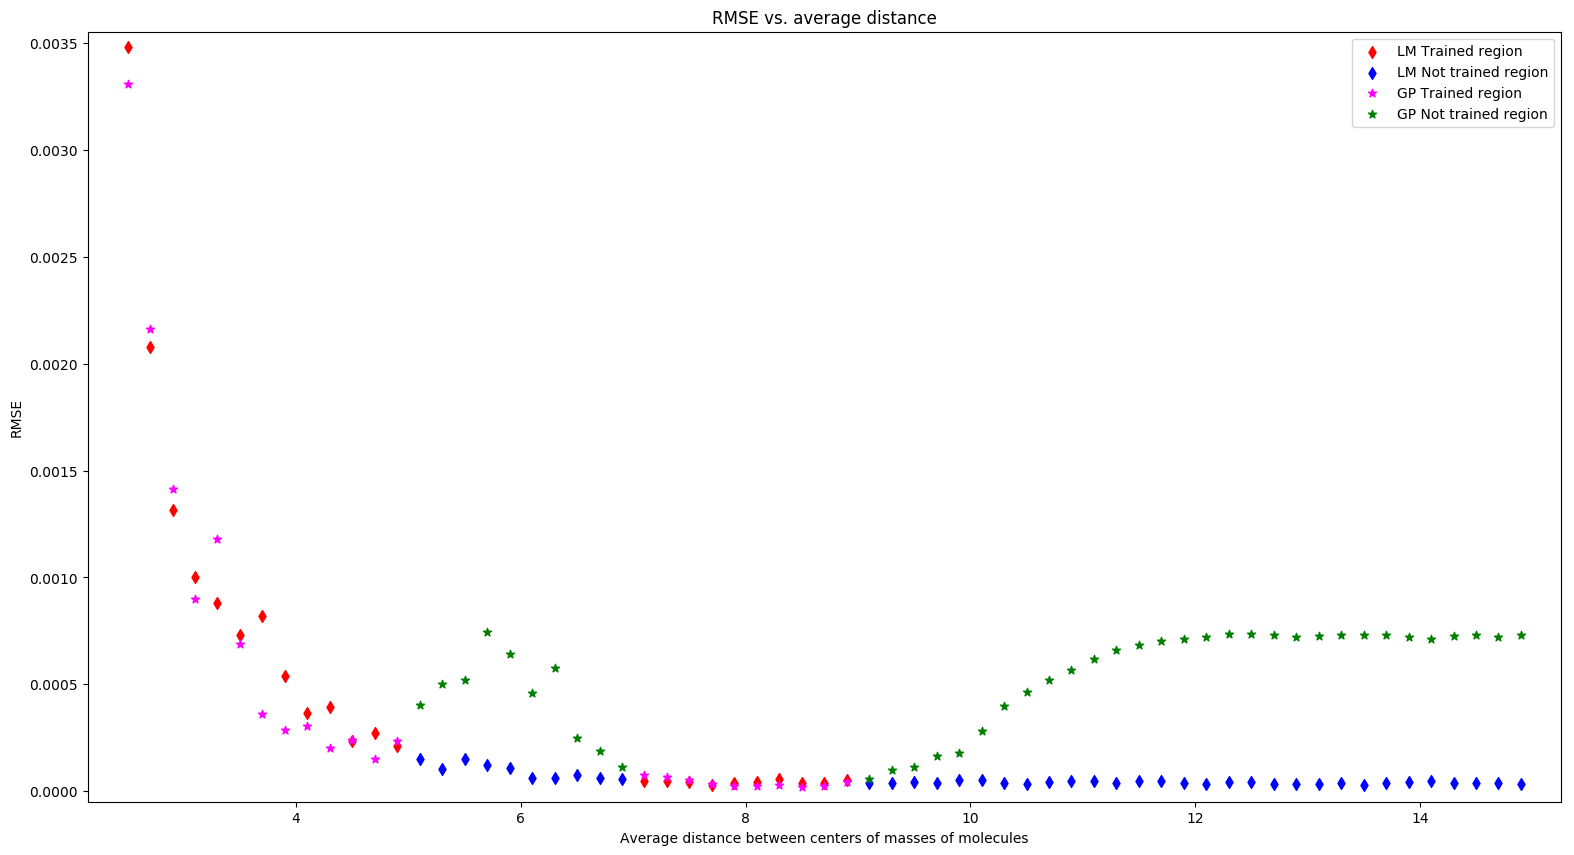 RMSE vs. average distance
LM Trained region
LM Not trained region
GP Trained region
GP Not trained region
RMSE
0.0035
0.0030
0.0025
0.0020
0.0015
0.0010
0.0005
0.0000
4
6
8
10
12
14
Average distance between centers of masses of molecules